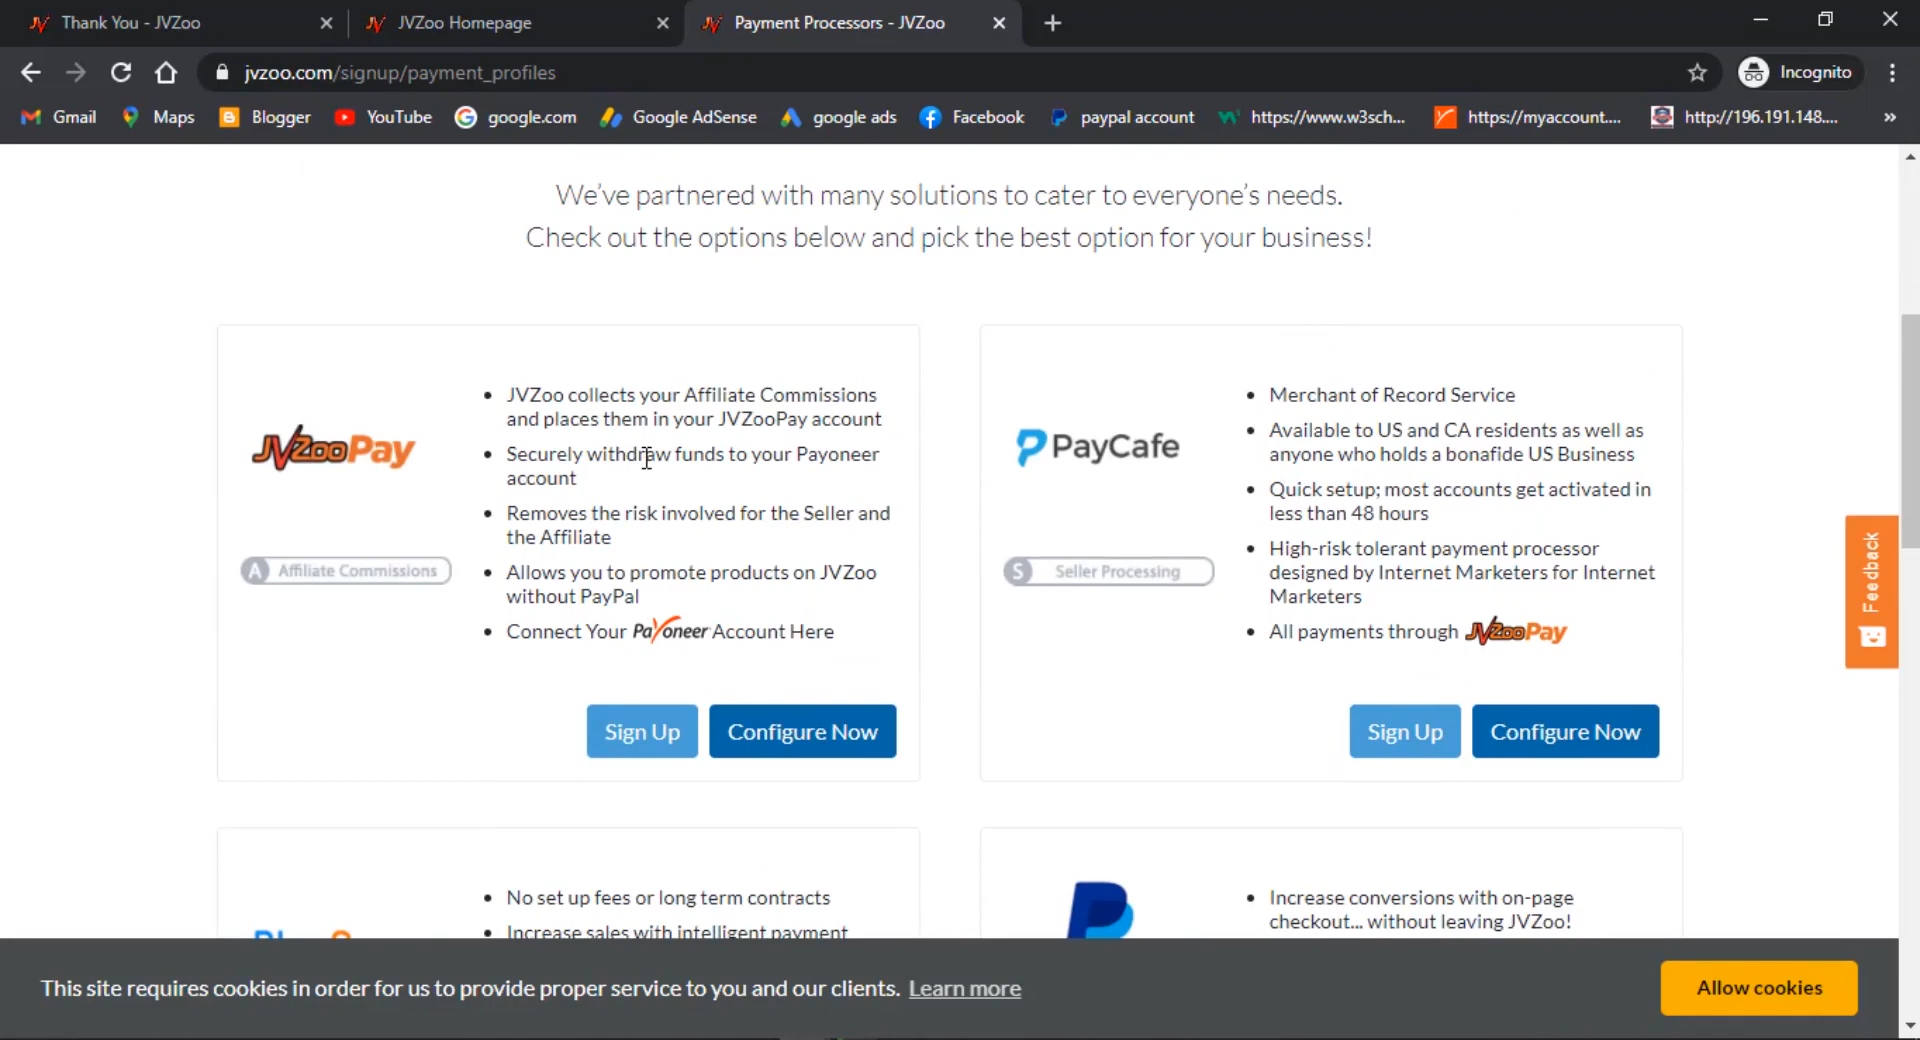 Thank You - JVZoo
JVZoo Homepage
Payment Processors - JVZoo
jvzoo.com/signup/payment_profiles
Incognito
Gmail
Maps
Blogger
YouTube
google.com
Google AdSense
google ads
Facebook
paypal account
https://www.w3sch...
https://myaccount....
http://196.191.148....
»
We've partnered with many solutions to cater to everyone's needs.
Check out the options below and pick the best option for your business!
JVZooPay
A Affiliate Commissions
• JVZoo collects your Affiliate Commissions
and places them in your JVZooPay account
• Securely withdraw funds to your Payoneer
account
• Removes the risk involved for the Seller and
the Affiliate
• Allows you to promote products on JVZoo
without PayPal
• Connect Your Payoneer Account Here
Sign Up
Configure Now
PayCafe
S Seller Processing
• Merchant of Record Service
• Available to US and CA residents as well as
anyone who holds a bonafide US Business
• Quick setup; most accounts get activated in
less than 48 hours
• High-risk tolerant payment processor
designed by Internet Marketers for Internet
Marketers
• All payments through JVZooPay
Sign Up
Configure Now
Feedback
• No set up fees or long term contracts
• Increase sales with intelligent payment
• Increase conversions with on-page
checkout... without leaving JVZoo!
This site requires cookies in order for us to provide proper service to you and our clients. Learn more
Allow cookies